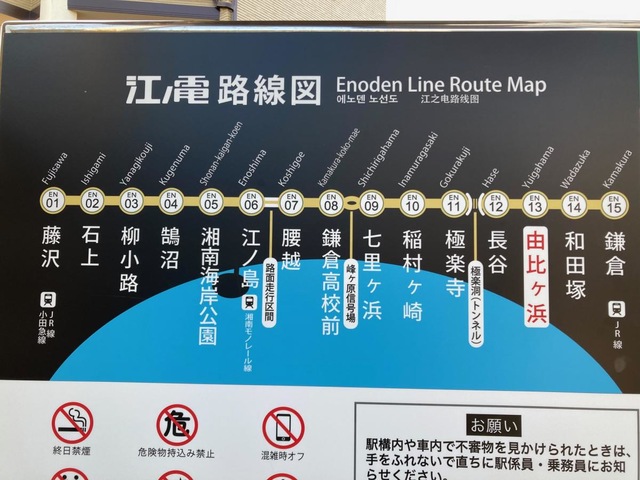 江ノ電 路線図 Enoden Line Route Map
에노덴 노선도 江之电路线图
Fujisawa
Ishigami
Yanagikouji
Kugenuma
Shonan-kaigan-koen
Enoshima
Koshigoe
Kamakura-koko-mae
Shichirigahama
Inamuragasaki
Gokurakuji
Hase
Yuigahama
Wadazuka
Kamakura
EN 01
EN 02
EN 03
EN 04
EN 05
EN 06
EN 07
EN 08
EN 09
EN 10
EN 11
EN 12
EN 13
EN 14
EN 15
藤沢
石上
柳小路
鵠沼
湘南海岸公園
江ノ島
腰越
鎌倉高校前
七里ヶ浜
稲村ヶ崎
極楽寺
長谷
由比ヶ浜
和田塚
鎌倉
路面走行区間
峰ヶ原信号場
極楽洞(トンネル)
JR線
小田急線
湘南モノレール線
JR線
終日禁煙
危
危険物持込み禁止
混雑時オフ
お願い
駅構内や車内で不審物を見かけられたときは、
手をふれないで直ちに駅係員・乗務員にお知
らせください。